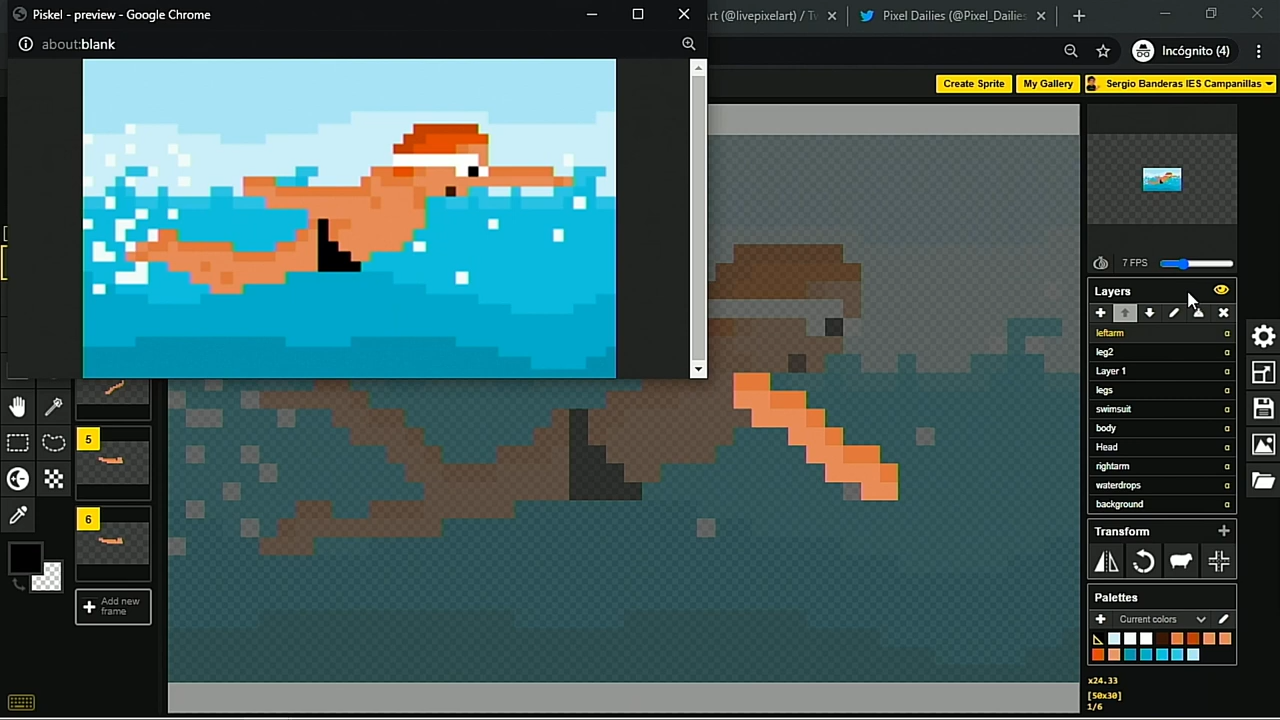 Piskel - preview - Google Chrome
about:blank
rt (@livepixelart) / Tw
Pixel Dailies (@Pixel_Dailies
Incógnito (4)
Create Sprite
My Gallery
Sergio Banderas IES Campanillas
7 FPS
Layers
leftarm
α
leg2
α
Layer 1
α
legs
α
swimsuit
α
body
α
Head
α
rightarm
α
waterdrops
α
background
α
Transform
Palettes
Current colors
5
6
Add new
frame
x24.33
[50x30]
1/6